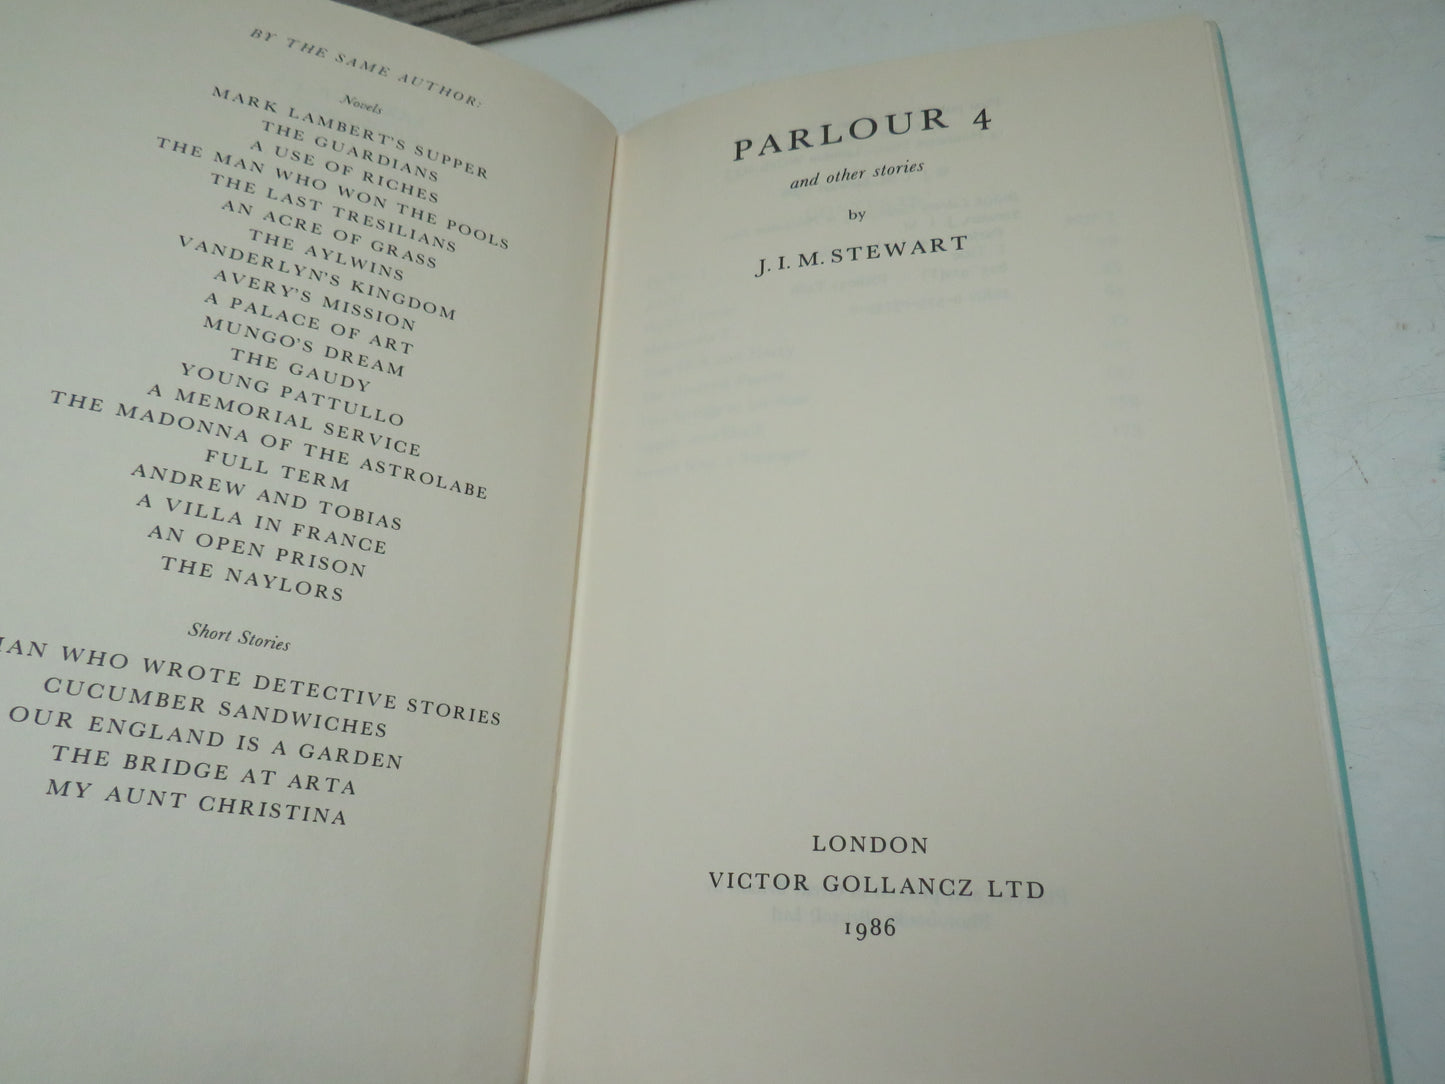 BY THE SAME AUTHOR:
Novels
MARK LAMBERT'S SUPPER
THE GUARDIANS
A USE OF RICHES
THE MAN WHO WON THE POOLS
THE LAST TRESILIANS
AN ACRE OF GRASS
THE AYLWINS
VANDERLYN'S KINGDOM
AVERY'S MISSION
A PALACE OF ART
MUNGO'S DREAM
THE GAUDY
YOUNG PATTULLO
A MEMORIAL SERVICE
THE MADONNA OF THE ASTROLABE
FULL TERM
ANDREW AND TOBIAS
A VILLA IN FRANCE
AN OPEN PRISON
THE NAYLORS
Short Stories
MAN WHO WROTE DETECTIVE STORIES
CUCUMBER SANDWICHES
OUR ENGLAND IS A GARDEN
THE BRIDGE AT ARTA
MY AUNT CHRISTINA
PARLOUR 4
and other stories
by
J. I. M. STEWART
LONDON
VICTOR GOLLANCZ LTD
1986